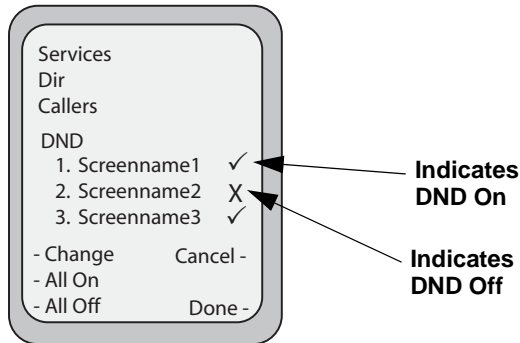 Services
Dir
Callers
DND
1. Screenname1 ✓
2. Screenname2 X
3. Screenname3 ✓
- Change Cancel -
- All On
- All Off Done -
Indicates
DND On
Indicates
DND Off